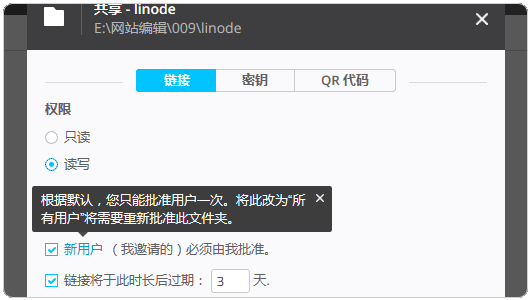 共享 - linode
E:\网站编辑\009\linode
链接 密钥 QR 代码
权限
只读
读写
根据默认，您只能批准用户一次。将此改为“所
有用户”将需要重新批准此文件夹。
新用户 （我邀请的）必须由我批准。
链接将于此时长后过期： 3 天.